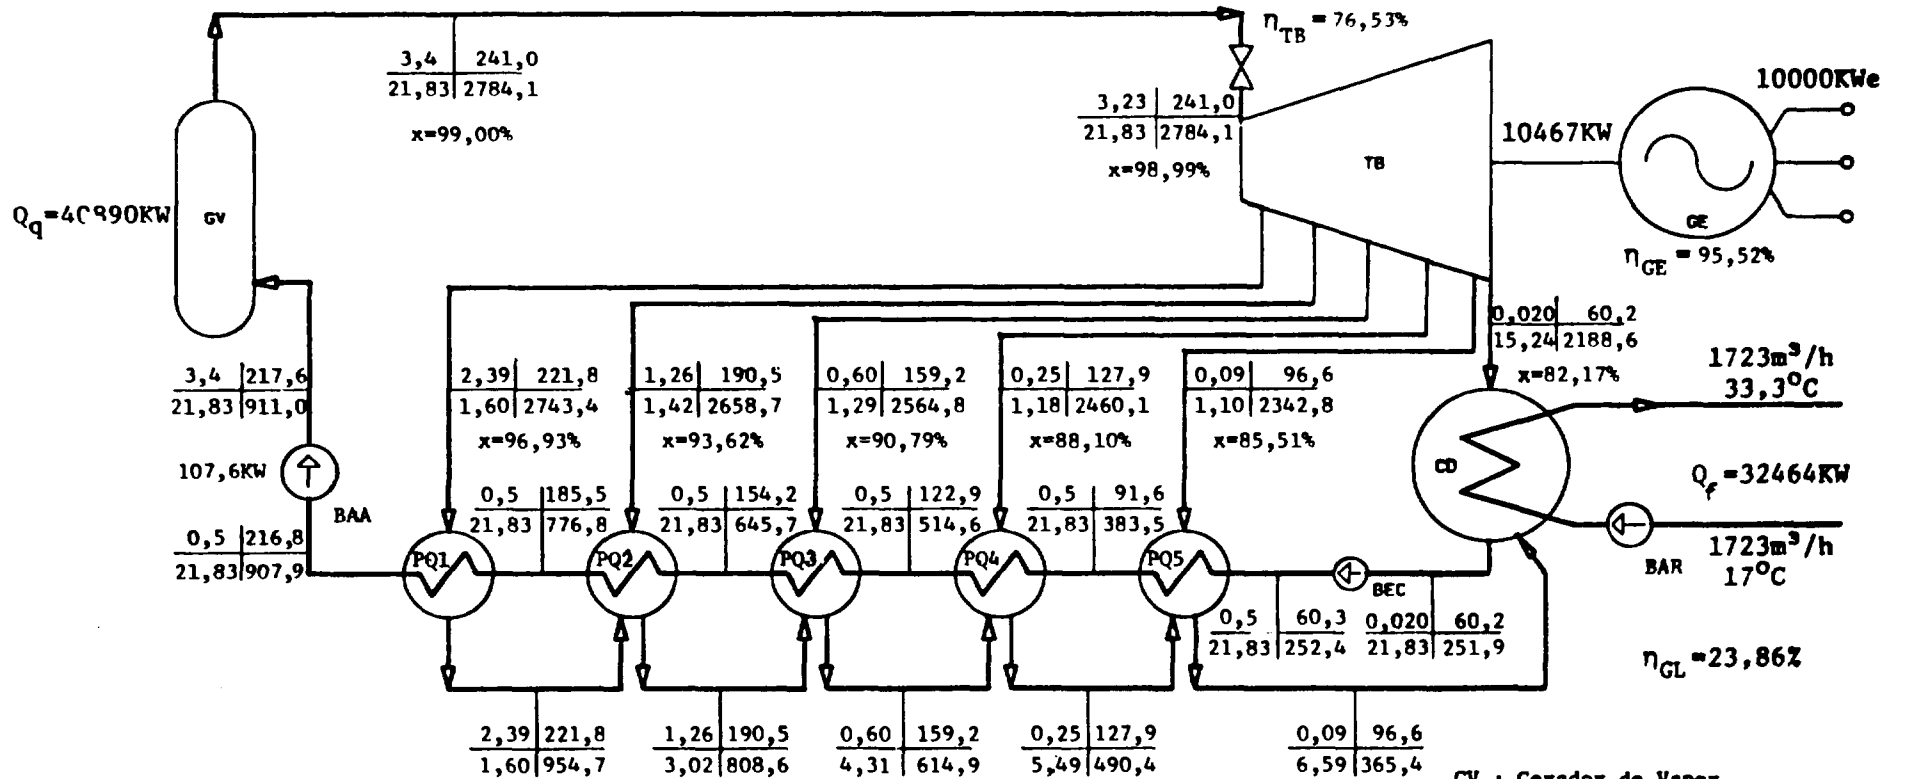 η_TB = 76,53%
3,4 241,0
21,83 2784,1
x=99,00%
3,23 241,0
21,83 2784,1
x=98,99%
TB
10467KW
10000KWe
GE
η_GE = 95,52%
GV
0,020 60,2
15,24 2188,6
x=82,17%
1723m³/h
33,3°C
3,4 217,6
21,83 911,0
2,39 221,8
1,60 2743,4
x=96,93%
1,26 190,5
1,42 2658,7
x=93,62%
0,60 159,2
1,29 2564,8
x=90,79%
0,25 127,9
1,18 2460,1
x=88,10%
0,09 96,6
1,10 2342,8
x=85,51%
CD
Q_f =32464KW
107,6KW
BAA
0,5 185,5
21,83 776,8
0,5 154,2
21,83 645,7
0,5 122,9
21,83 514,6
0,5 91,6
21,83 383,5
0,5 216,8
21,83 907,9
PQ1
PQ2
PQ3
PQ4
PQ5
BEC
BAR
1723m³/h
17°C
0,5 60,3
21,83 252,4
0,020 60,2
21,83 251,9
η_GL =23,86%
2,39 221,8
1,60 954,7
1,26 190,5
3,02 808,6
0,60 159,2
4,31 614,9
0,25 127,9
5,49 490,4
0,09 96,6
6,59 365,4